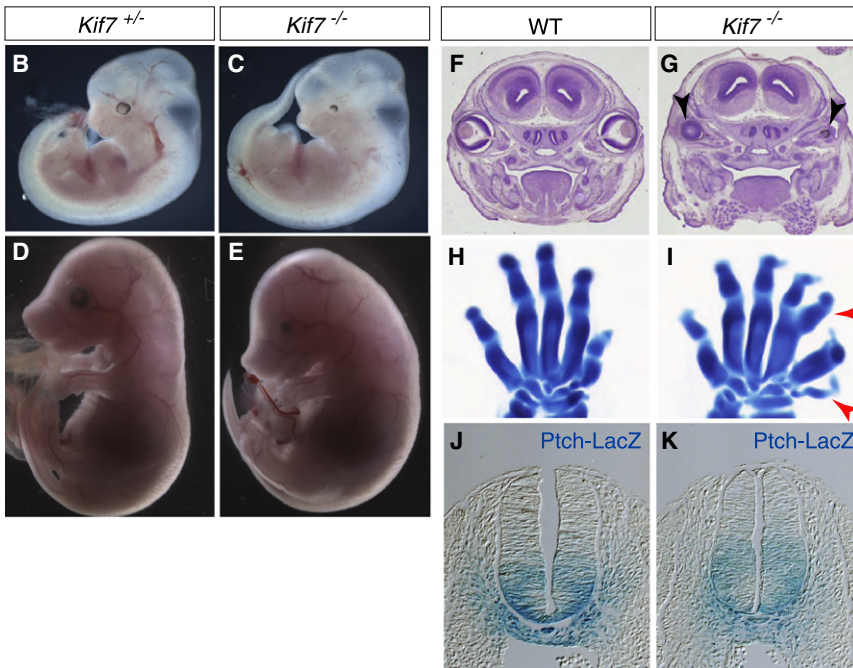 Kif7 +/- Kif7 -/- WT Kif7 -/-
B C F G
D E H I
J Ptch-LacZ K Ptch-LacZ